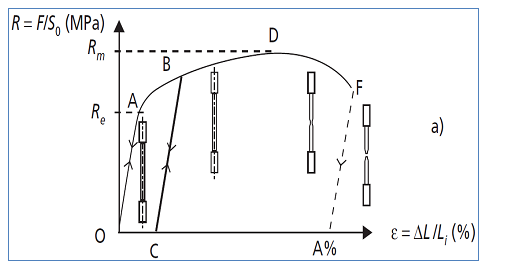 R = F/S₀ (MPa)
D
Rm
B
F
A
Re
a)
O
ε = ΔL/Li (%)
C
A%